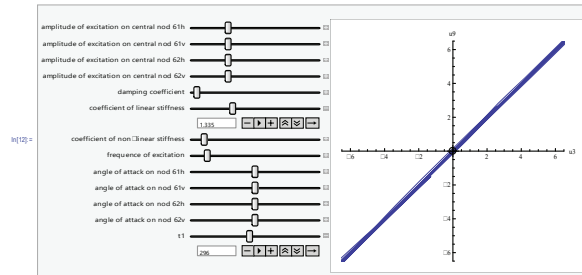 amplitude of excitation on central nod 61h
amplitude of excitation on central nod 61v
amplitude of excitation on central nod 62h
amplitude of excitation on central nod 62v
damping coefficient
coefficient of linear stiffness
1.335
In[12]:=
coefficient of non□linear stiffness
frequence of excitation
angle of attack on nod 61h
angle of attack on nod 61v
angle of attack on nod 62h
angle of attack on nod 62v
t1
296
u9
6
4
2
□6 □4 □2 2 4 6 u3
□2
□4
□6